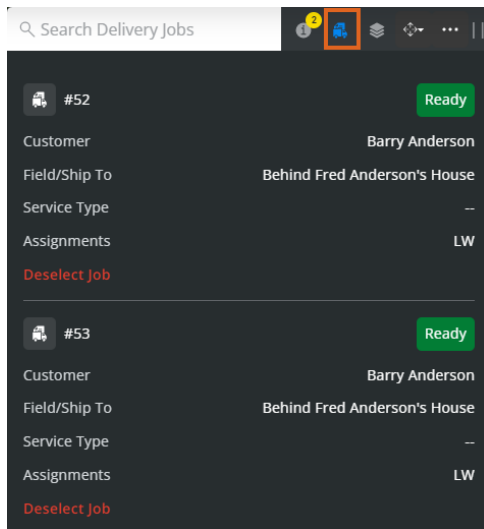 Search Delivery Jobs
2
#52 Ready
Customer Barry Anderson
Field/Ship To Behind Fred Anderson's House
Service Type --
Assignments LW
Deselect Job
#53 Ready
Customer Barry Anderson
Field/Ship To Behind Fred Anderson's House
Service Type --
Assignments LW
Deselect Job